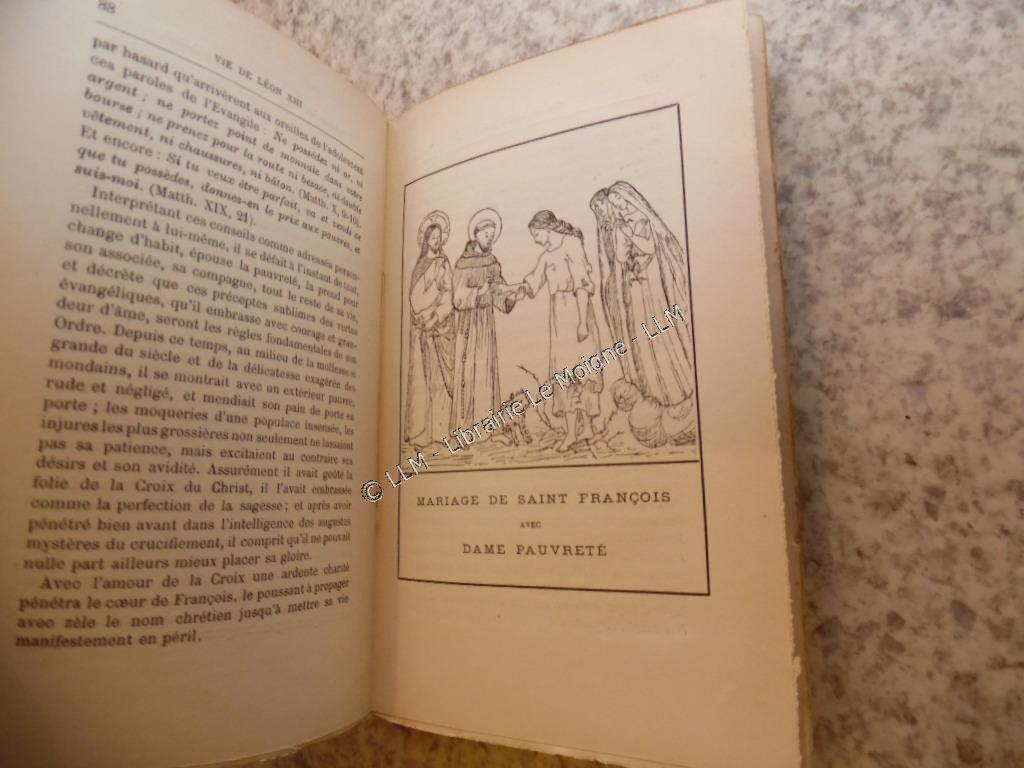 88
VIE DE LÉON XIII
par hasard qu'arrivèrent aux oreilles de l'adolescent
ces paroles de l'Evangile : Ne possédez ni or, ni
argent ; ne portez point de monnaie dans votre
bourse ; ne prenez pour la route ni besace, ni double
vêtement, ni chaussures, ni bâton. (Matth. X, 9-10).
Et encore : Si tu veux être parfait, va et vends ce
que tu possèdes, donnes-en le prix aux pauvres, et
suis-moi. (Matth. XIX, 21).
Interprétant ces conseils comme adressés person-
nellement à lui-même, il se défait à l'instant de tout,
change d'habit, épouse la pauvreté, la prend pour
son associée, sa compagne, tout le reste de sa vie,
et décrète que ces préceptes sublimes des vertus
évangéliques, qu'il embrasse avec courage et gran-
deur d'âme, seront les règles fondamentales de son
Ordre. Depuis ce temps, au milieu de la mollesse si
grande du siècle et de la délicatesse exagérée des
mondains, il se montrait avec un extérieur pauvre,
rude et négligé, et mendiait son pain de porte en
porte ; les moqueries d'une populace insensée, les
injures les plus grossières non seulement ne lassaient
pas sa patience, mais excitaient au contraire ses
désirs et son avidité. Assurément il avait goûté la
folie de la Croix du Christ, il l'avait embrassée
comme la perfection de la sagesse ; et après avoir
pénétré bien avant dans l'intelligence des augustes
mystères du crucifiement, il comprit qu'il ne pouvait
nulle part ailleurs mieux placer sa gloire.
Avec l'amour de la Croix une ardente charité
pénétra le cœur de François, le poussant à propager
avec zèle le nom chrétien jusqu'à mettre sa vie
manifestement en péril.
MARIAGE DE SAINT FRANÇOIS
AVEC
DAME PAUVRETÉ
© LLM - Librairie Le Moigne - LLM